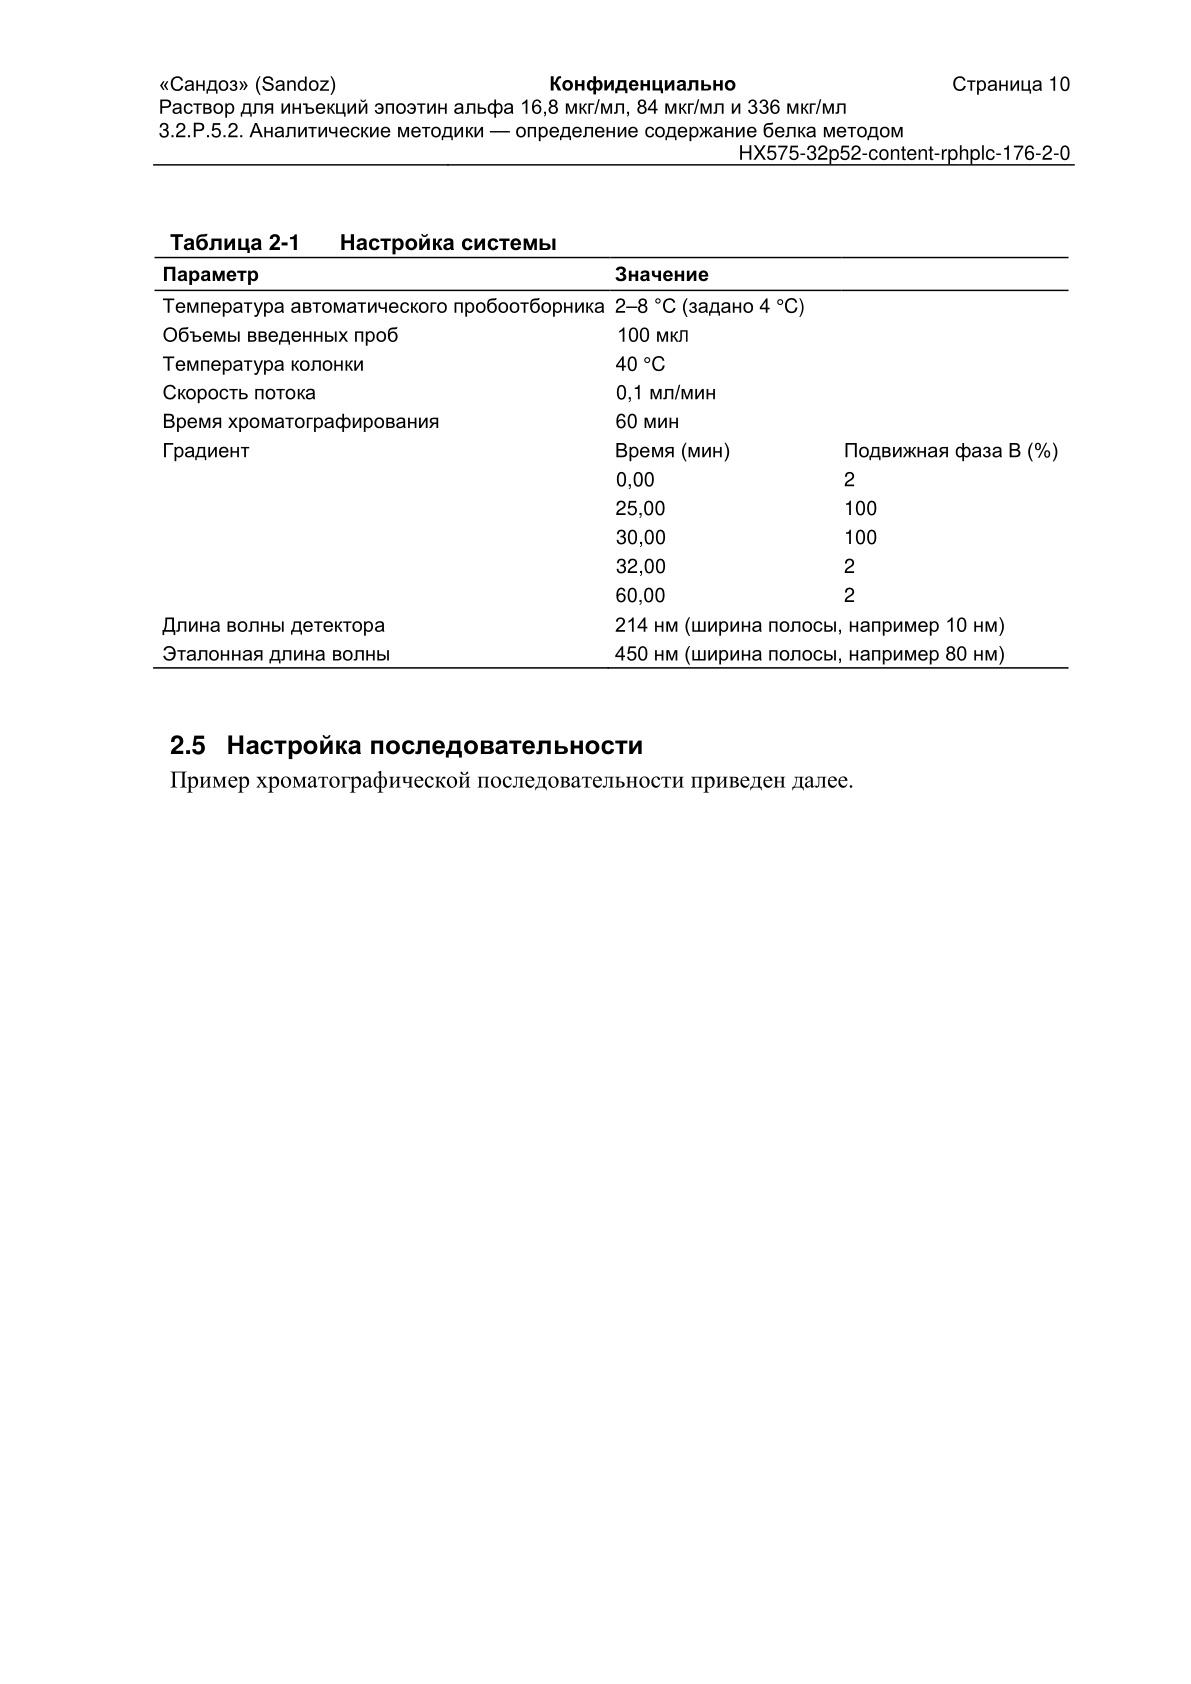 «Сандоз» (Sandoz) Конфиденциально Страница 10
Раствор для инъекций эпоэтин альфа 16,8 мкг/мл, 84 мкг/мл и 336 мкг/мл
3.2.P.5.2. Аналитические методики — определение содержание белка методом
HX575-32p52-content-rphplc-176-2-0
Таблица 2-1 Настройка системы
Параметр Значение
Температура автоматического пробоотборника 2–8 °C (задано 4 °C)
Объемы введенных проб 100 мкл
Температура колонки 40 °C
Скорость потока 0,1 мл/мин
Время хроматографирования 60 мин
Градиент Время (мин) Подвижная фаза B (%)
0,00 2
25,00 100
30,00 100
32,00 2
60,00 2
Длина волны детектора 214 нм (ширина полосы, например 10 нм)
Эталонная длина волны 450 нм (ширина полосы, например 80 нм)
2.5 Настройка последовательности
Пример хроматографической последовательности приведен далее.